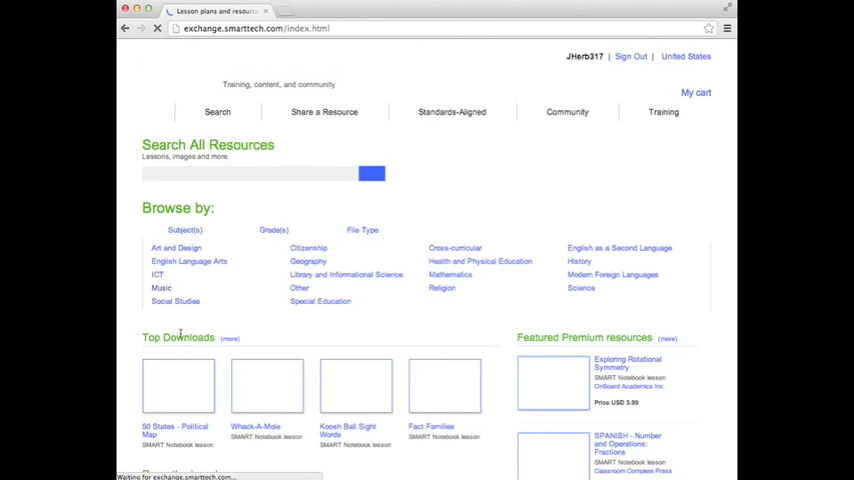 Lesson plans and resourc
exchange.smarttech.com/index.html
JHerb317 Sign Out United States
Training, content, and community
My cart
Search Share a Resource Standards-Aligned Community Training
Search All Resources
Lessons, images and more.
Browse by:
Subject(s) Grade(s) File Type
Art and Design Citizenship Cross-curricular English as a Second Language
English Language Arts Geography Health and Physical Education History
ICT Library and Informational Science Mathematics Modern Foreign Languages
Music Other Religion Science
Social Studies Special Education
Top Downloads (more)
50 States - Political
Map
SMART Notebook lesson
Whack-A-Mole
SMART Notebook lesson
Koosh Ball Sight
Words
SMART Notebook lesson
Fact Families
SMART Notebook lesson
Featured Premium resources (more)
Exploring Rotational
Symmetry
SMART Notebook lesson
OnBoard Academics Inc.
Price USD 5.99
SPANISH - Number
and Operations:
Fractions
SMART Notebook lesson
Classroom Complete Press
Waiting for exchange.smarttech.com...